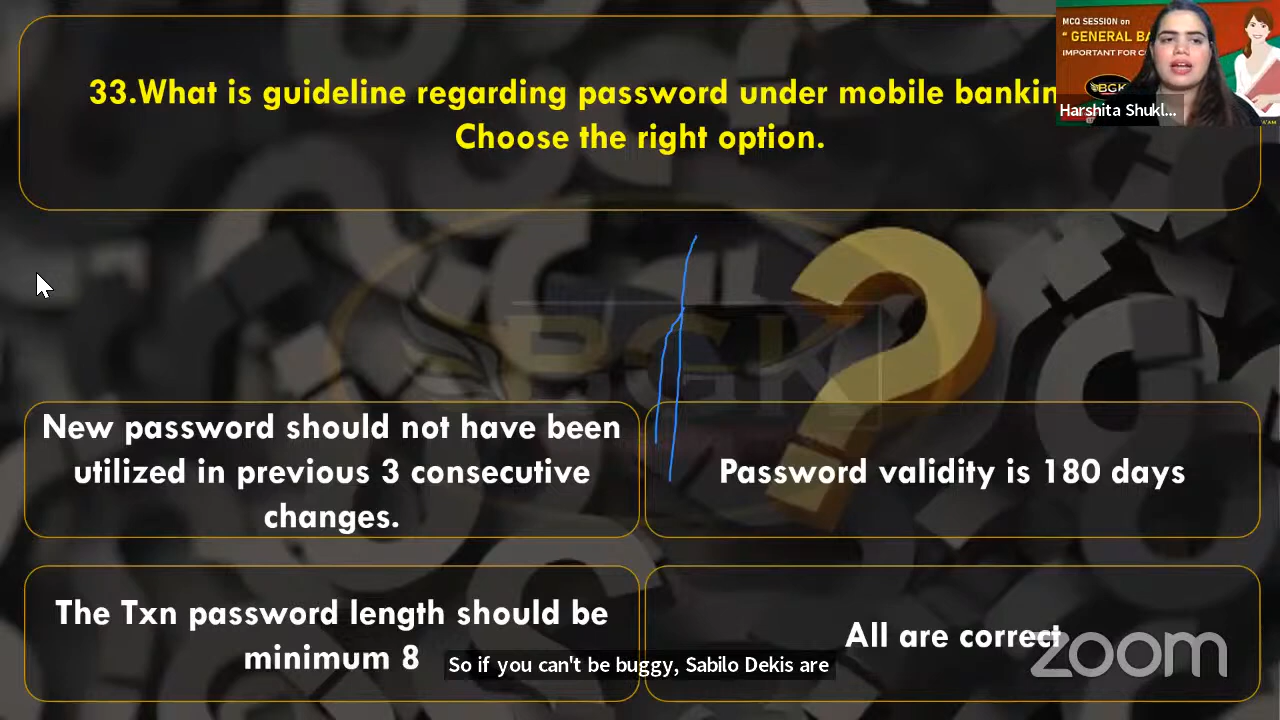 33.What is guideline regarding password under mobile bankin
Choose the right option.
MCQ SESSION on
" GENERAL BA
IMPORTANT FOR C
BGK
Harshita Shukl...
BGK
New password should not have been
utilized in previous 3 consecutive
changes.
Password validity is 180 days
The Txn password length should be
minimum 8
All are correct
zoom
So if you can't be buggy, Sabilo Dekis are